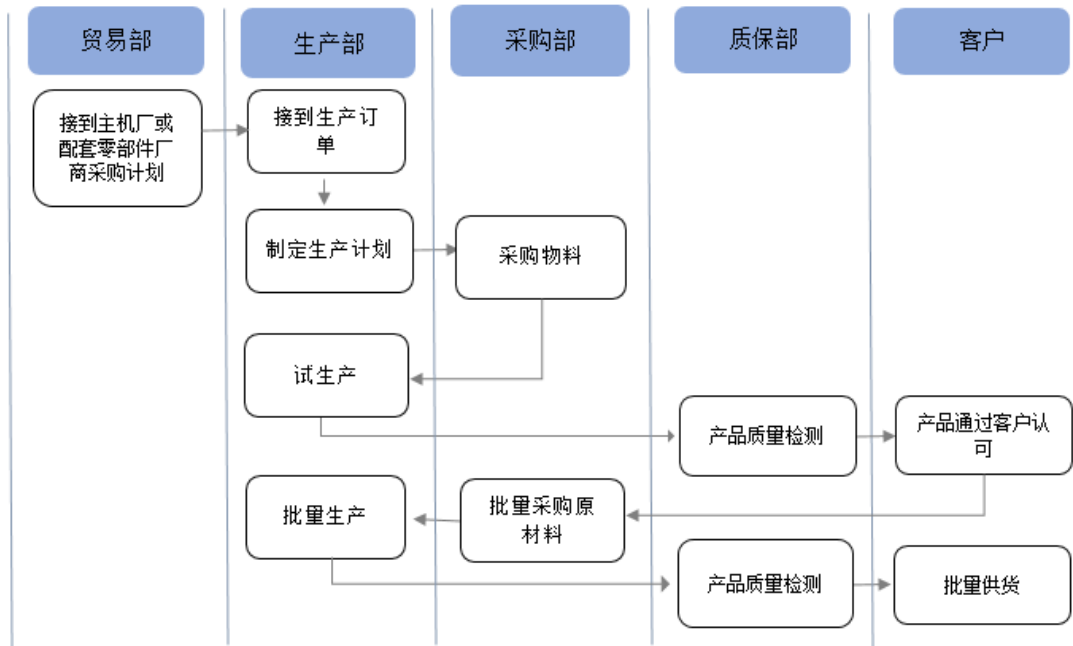 贸易部
生产部
采购部
质保部
客户
接到主机厂或
配套零部件厂
商采购计划
接到生产订
单
制定生产计划
采购物料
试生产
产品质量检测
产品通过客户认
可
批量生产
批量采购原
材料
产品质量检测
批量供货